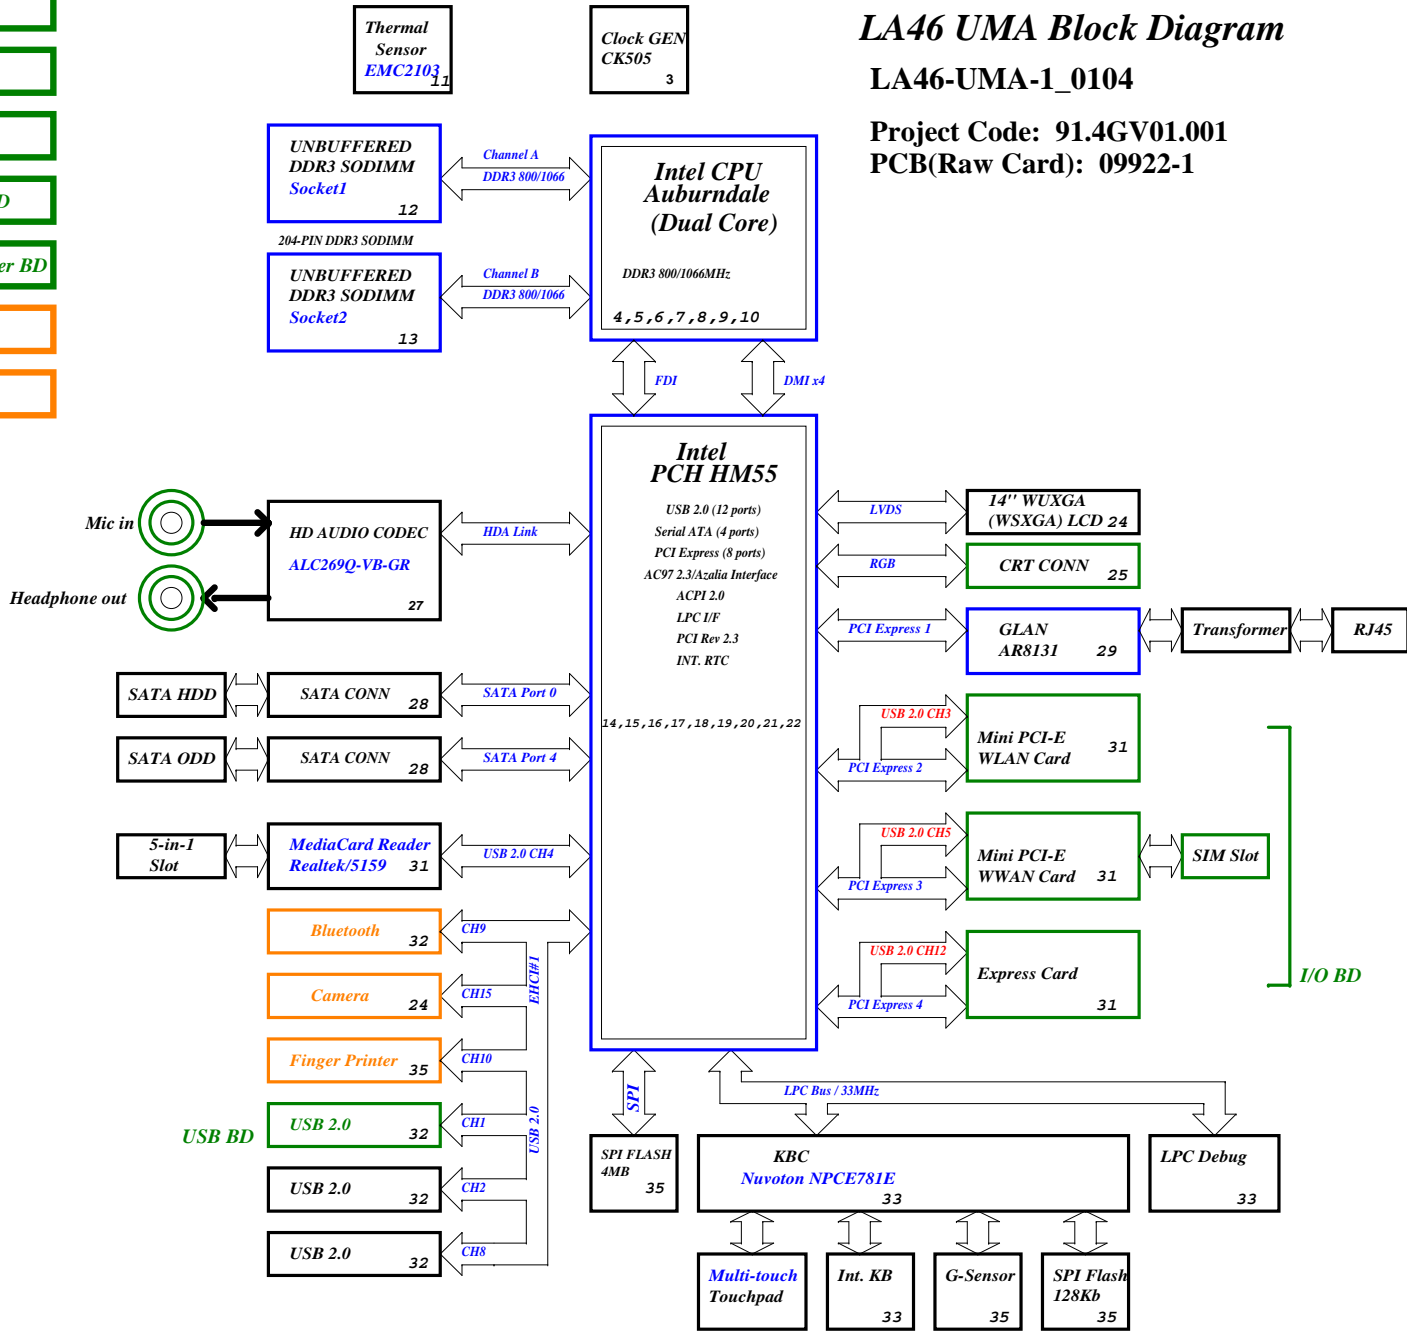 LA46 UMA Block Diagram
LA46-UMA-1_0104
Project Code: 91.4GV01.001
PCB(Raw Card): 09922-1
Thermal
Sensor
EMC2103
11
Clock GEN
CK505
3
UNBUFFERED
DDR3 SODIMM
Socket1
12
Channel A
DDR3 800/1066
204-PIN DDR3 SODIMM
UNBUFFERED
DDR3 SODIMM
Socket2
13
Channel B
DDR3 800/1066
Intel CPU
Auburndale
(Dual Core)
DDR3 800/1066MHz
4,5,6,7,8,9,10
D
er BD
FDI
DMI x4
Intel
PCH HM55
USB 2.0 (12 ports)
Serial ATA (4 ports)
PCI Express (8 ports)
AC97 2.3/Azalia Interface
ACPI 2.0
LPC I/F
PCI Rev 2.3
INT. RTC
14,15,16,17,18,19,20,21,22
Mic in
Headphone out
HD AUDIO CODEC
ALC269Q-VB-GR
27
HDA Link
SATA HDD
SATA CONN
28
SATA Port 0
SATA ODD
SATA CONN
28
SATA Port 4
5-in-1
Slot
MediaCard Reader
Realtek/5159 31
USB 2.0 CH4
Bluetooth
32
CH9
Camera
24
CH15
Finger Printer
35
CH10
USB BD
USB 2.0
32
CH1
USB 2.0
32
CH2
USB 2.0
32
CH8
EHCI#1
USB 2.0
LVDS
14'' WUXGA
(WSXGA) LCD 24
RGB
CRT CONN
25
PCI Express 1
GLAN
AR8131 29
Transformer
RJ45
USB 2.0 CH3
PCI Express 2
Mini PCI-E
WLAN Card
31
USB 2.0 CH5
PCI Express 3
Mini PCI-E
WWAN Card 31
SIM Slot
USB 2.0 CH12
PCI Express 4
Express Card
31
I/O BD
SPI
SPI FLASH
4MB
35
LPC Bus / 33MHz
KBC
Nuvoton NPCE781E
33
LPC Debug
33
Multi-touch
Touchpad
Int. KB
33
G-Sensor
35
SPI Flash
128Kb
35